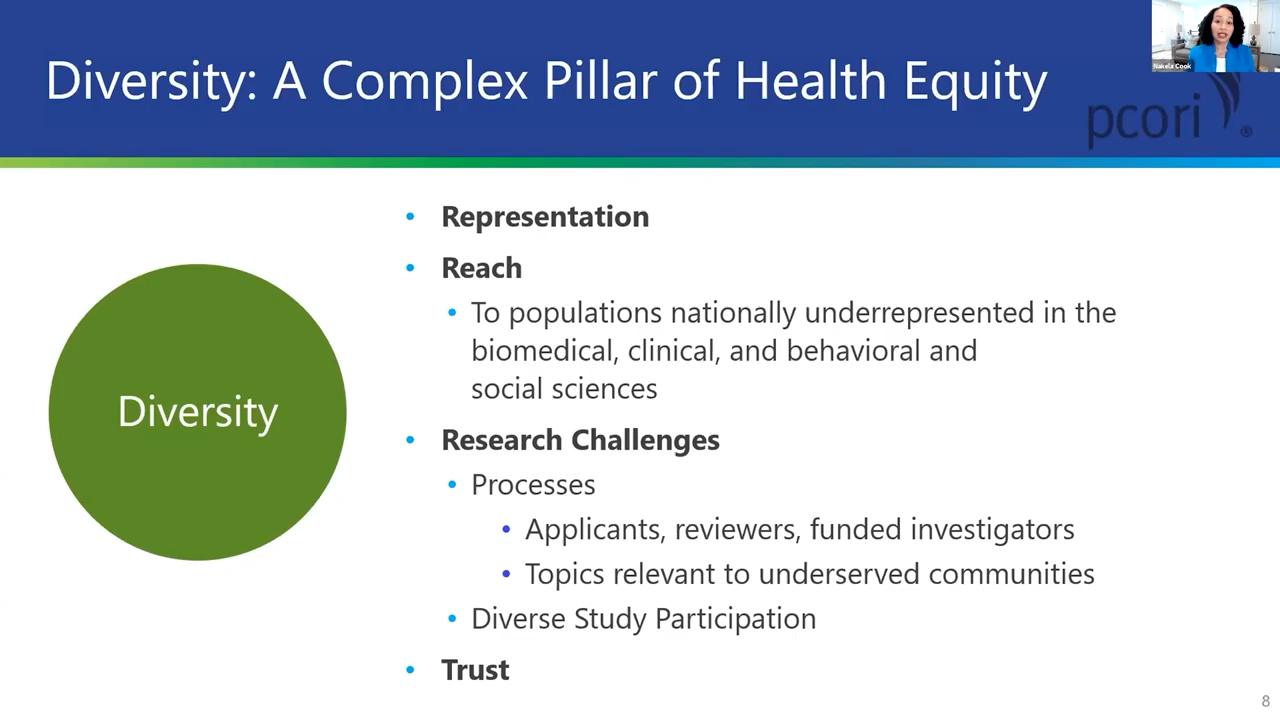 Diversity: A Complex Pillar of Health Equity
Nakela Cook
pcori
®
• Representation
• Reach
• To populations nationally underrepresented in the
biomedical, clinical, and behavioral and
social sciences
Diversity
• Research Challenges
• Processes
• Applicants, reviewers, funded investigators
• Topics relevant to underserved communities
• Diverse Study Participation
• Trust
8